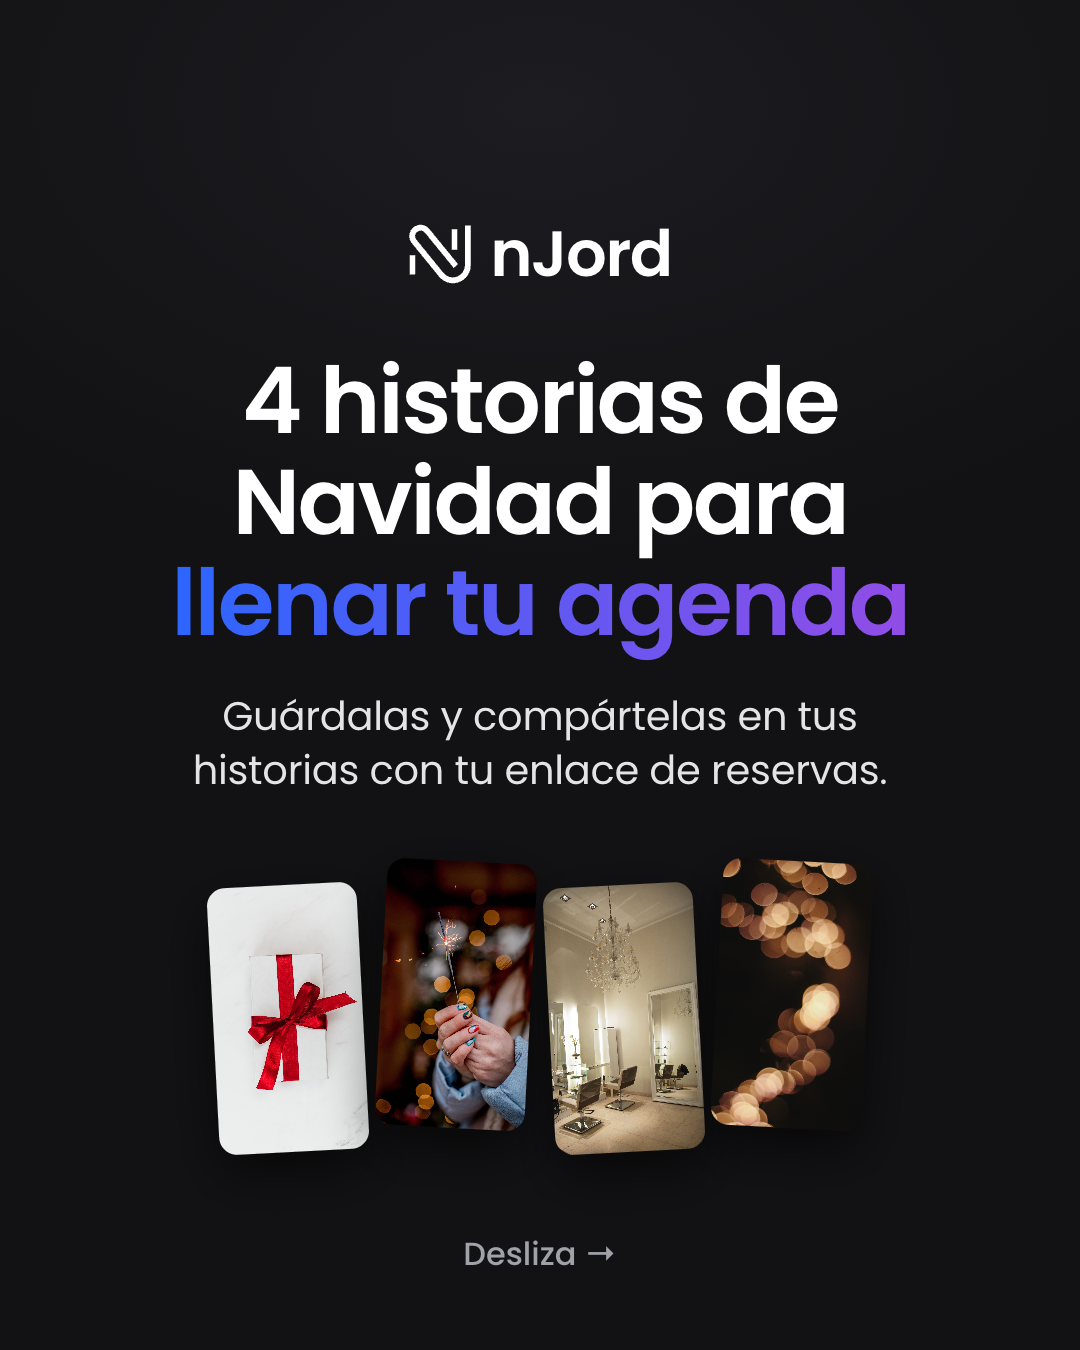 nJord
4 historias de
Navidad para
llenar tu agenda
Guárdalas y compártelas en tus
historias con tu enlace de reservas.
Desliza →